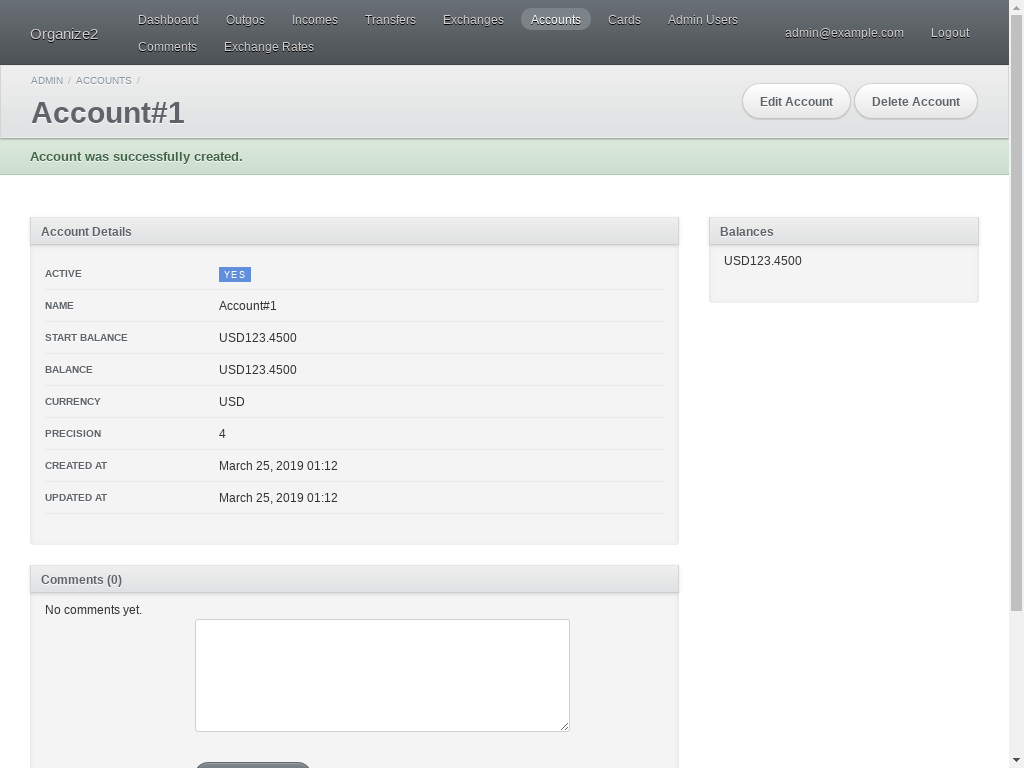 Organize2
Dashboard Outgos Incomes Transfers Exchanges Accounts Cards Admin Users
Comments Exchange Rates
admin@example.com Logout
ADMIN / ACCOUNTS /
Account#1
Edit Account Delete Account
Account was successfully created.
Account Details
ACTIVE YES
NAME Account#1
START BALANCE USD123.4500
BALANCE USD123.4500
CURRENCY USD
PRECISION 4
CREATED AT March 25, 2019 01:12
UPDATED AT March 25, 2019 01:12
Balances
USD123.4500
Comments (0)
No comments yet.